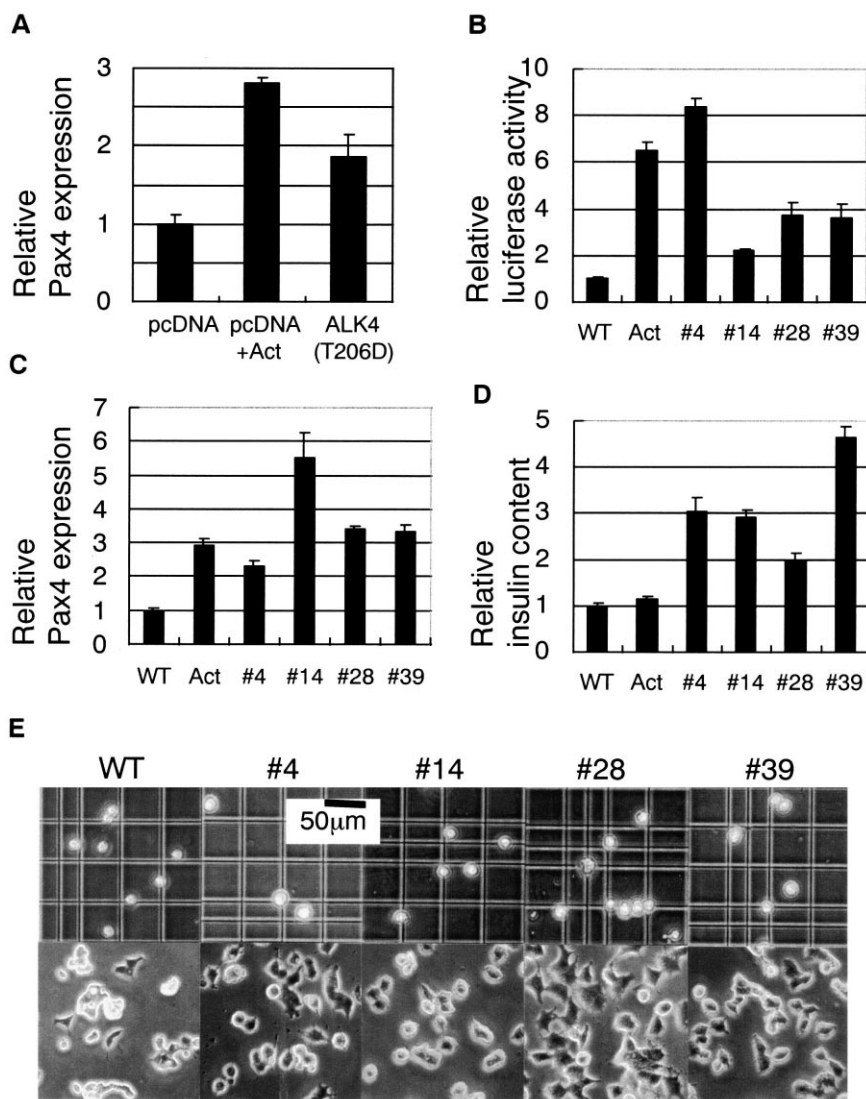 A
Relative
Pax4 expression
3
2
1
0
pcDNA
pcDNA
+Act
ALK4
(T206D)
B
Relative
luciferase activity
10
8
6
4
2
0
WT Act #4 #14 #28 #39
C
Relative
Pax4 expression
7
6
5
4
3
2
1
0
WT Act #4 #14 #28 #39
D
Relative
insulin content
5
4
3
2
1
0
WT Act #4 #14 #28 #39
E
WT #4 #14 #28 #39
50μm